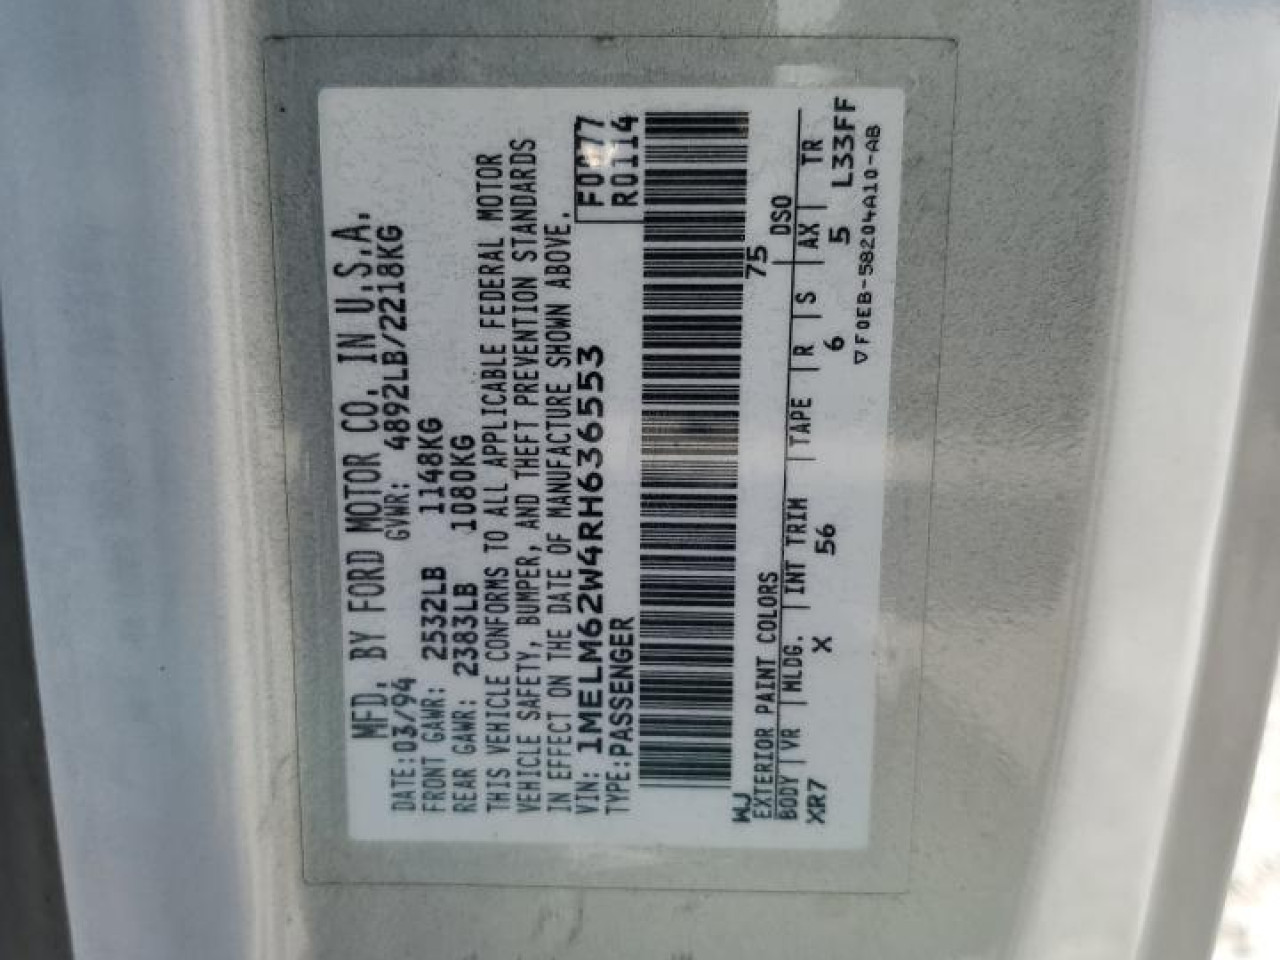 MFD. BY FORD MOTOR CO. IN U.S.A.
DATE: 03/94 GVWR: 4892LB/2218KG
FRONT GAWR: 2532LB 1148KG
REAR GAWR: 2383LB 1080KG
THIS VEHICLE CONFORMS TO ALL APPLICABLE FEDERAL MOTOR
VEHICLE SAFETY, BUMPER, AND THEFT PREVENTION STANDARDS
IN EFFECT ON THE DATE OF MANUFACTURE SHOWN ABOVE.
VIN: 1MELM62W4RH636553
TYPE: PASSENGER
R0114
WJ 75
EXTERIOR PAINT COLORS DSO
BODY VR MLDG. INT TRIM TAPE R S AX TR
XR7 X 56 6 5 L33FF
▽F0EB-58204A10-AB